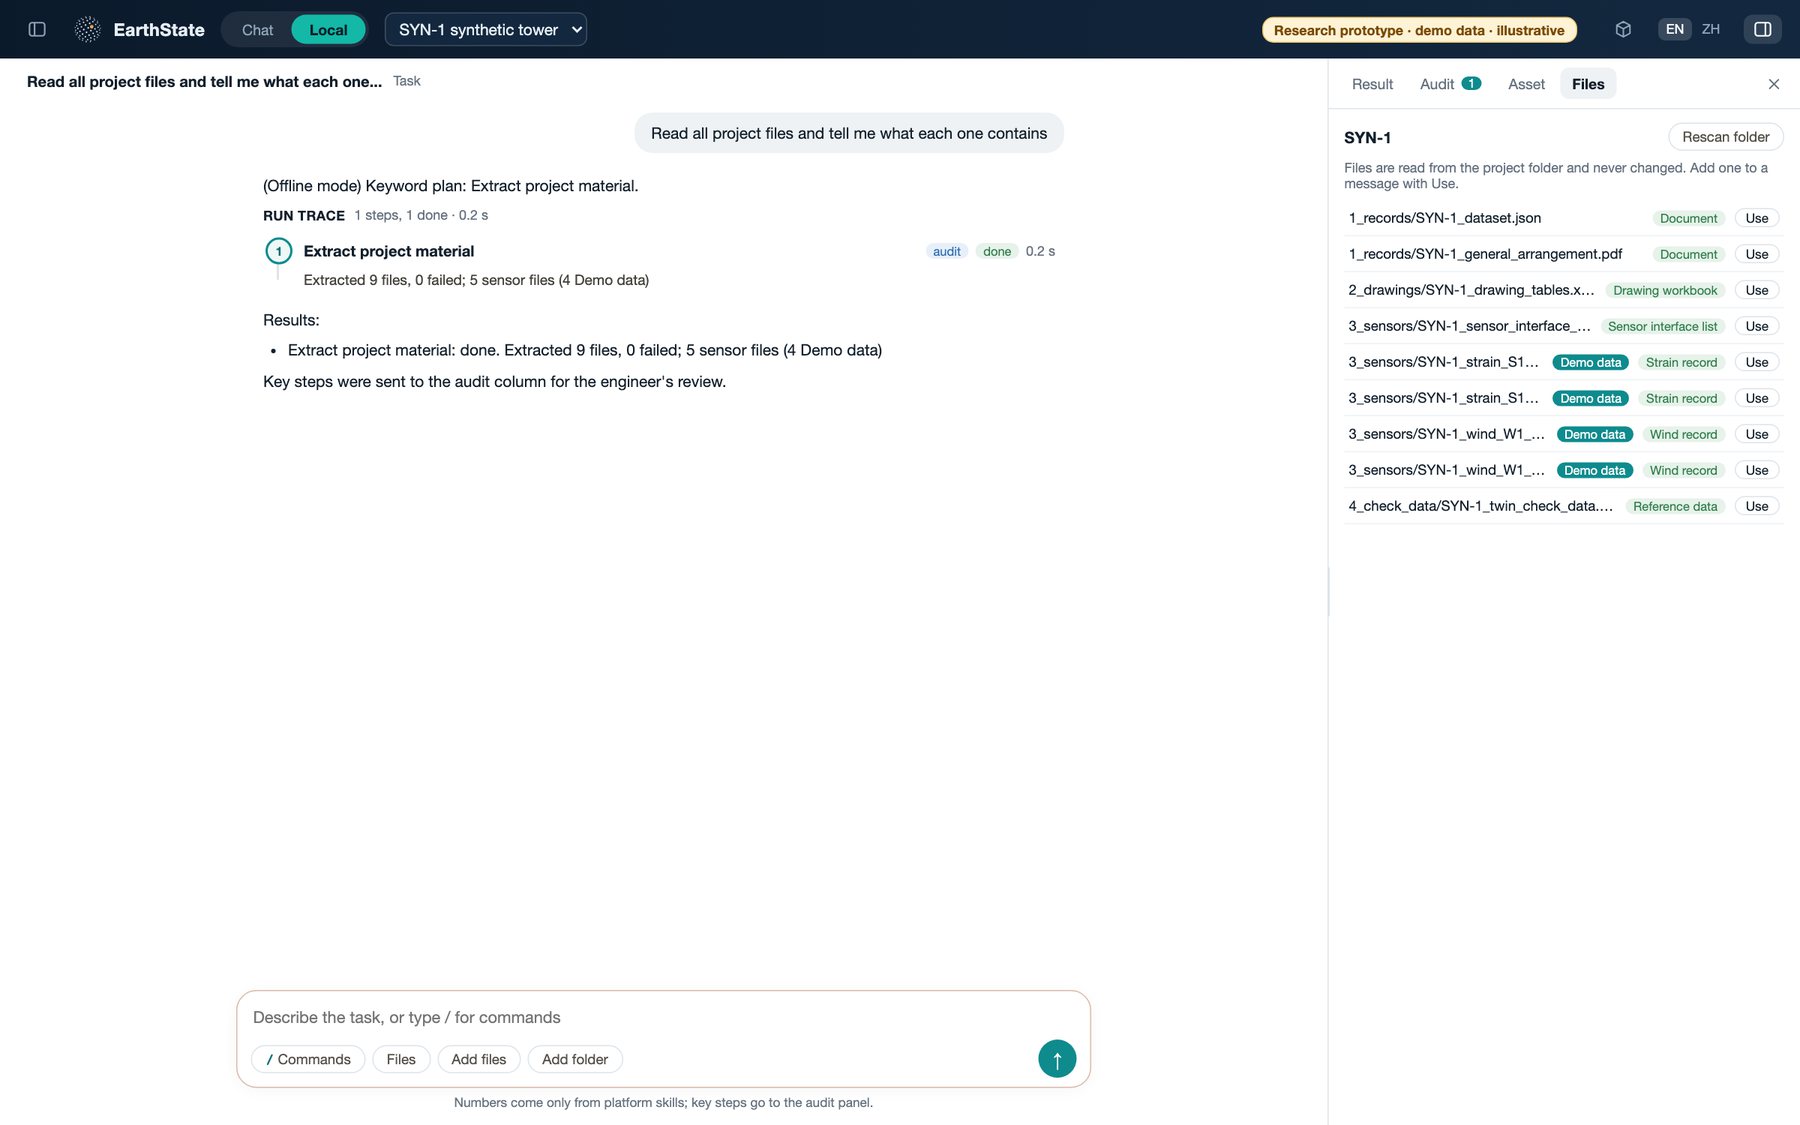 EarthState
Chat
Local
SYN-1 synthetic tower
Research prototype · demo data · illustrative
EN
ZH
Read all project files and tell me what each one...
Task
Read all project files and tell me what each one contains
(Offline mode) Keyword plan: Extract project material.
RUN TRACE 1 steps, 1 done · 0.2 s
1 Extract project material audit done 0.2 s
Extracted 9 files, 0 failed; 5 sensor files (4 Demo data)
Results:
• Extract project material: done. Extracted 9 files, 0 failed; 5 sensor files (4 Demo data)
Key steps were sent to the audit column for the engineer's review.
Describe the task, or type / for commands
/ Commands
Files
Add files
Add folder
Numbers come only from platform skills; key steps go to the audit panel.
Result
Audit 1
Asset
Files
SYN-1
Rescan folder
Files are read from the project folder and never changed. Add one to a
message with Use.
1_records/SYN-1_dataset.json Document Use
1_records/SYN-1_general_arrangement.pdf Document Use
2_drawings/SYN-1_drawing_tables.x... Drawing workbook Use
3_sensors/SYN-1_sensor_interface_... Sensor interface list Use
3_sensors/SYN-1_strain_S1... Demo data Strain record Use
3_sensors/SYN-1_strain_S1... Demo data Strain record Use
3_sensors/SYN-1_wind_W1_... Demo data Wind record Use
3_sensors/SYN-1_wind_W1_... Demo data Wind record Use
4_check_data/SYN-1_twin_check_data.... Reference data Use